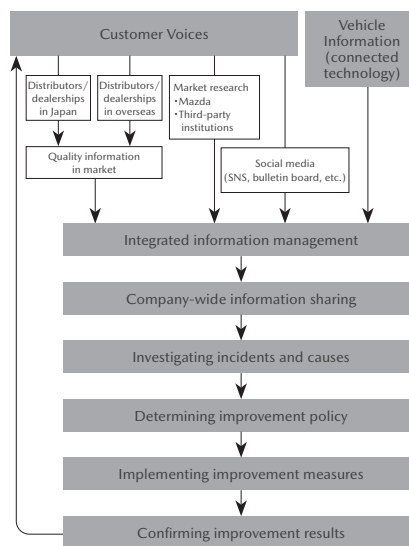 Customer Voices
Vehicle
Information
(connected
technology)
Distributors/
dealerships
in Japan
Distributors/
dealerships
in overseas
Market research
・Mazda
・Third-party
institutions
Quality information
in market
Social media
(SNS, bulletin board, etc.)
Integrated information management
Company-wide information sharing
Investigating incidents and causes
Determining improvement policy
Implementing improvement measures
Confirming improvement results